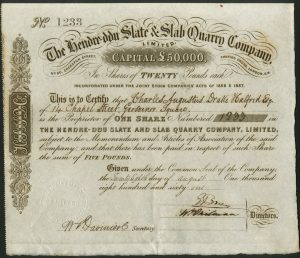 No 1233
The Hendre-ddu Slate & Slab Quarry Company,
LIMITED.
CAPITAL £50,000.
In Shares of TWENTY Pounds each
INCORPORATED UNDER THE JOINT STOCK COMPANIES ACTS OF 1856 & 1857.
This is to Certify that Charles Augustus Drake Halford Esq
of 14 Chapel Street Grosvenor Square
is the Proprietor of ONE SHARE Numbered 1233 in
THE HENDRE-DDU SLATE AND SLAB QUARRY COMPANY, LIMITED,
subject to the Memorandum and Articles of Association of the said
Company; and that there has been paid in respect of such Share
the sum of FIVE POUNDS.
Given under the Common Seal of the Company;
the day of August One thousand
eight hundred and sixty one
Directors.
Secretary